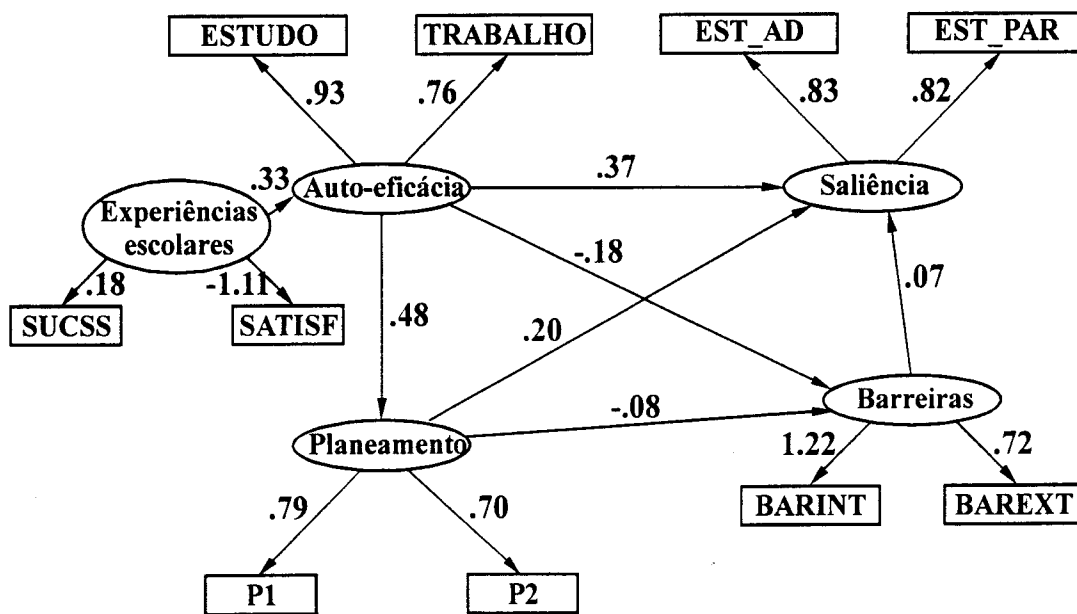 ESTUDO
TRABALHO
EST_AD
EST_PAR
.93
.76
.83
.82
.33
Auto-eficácia
.37
Saliência
Experiências
escolares
.18
-1.11
-.18
.07
SUCSS
SATISF
.48
.20
Planeamento
-.08
Barreiras
1.22
.72
.79
.70
BARINT
BAREXT
P1
P2